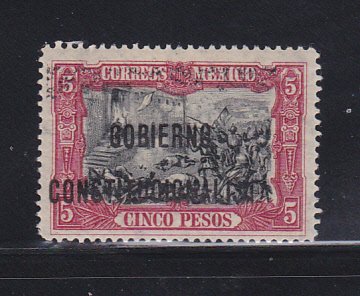 CORREOS MEXICO
5 5
GOBIERNO
CONSTITUCIONALISTA
5 CINCO PESOS 5